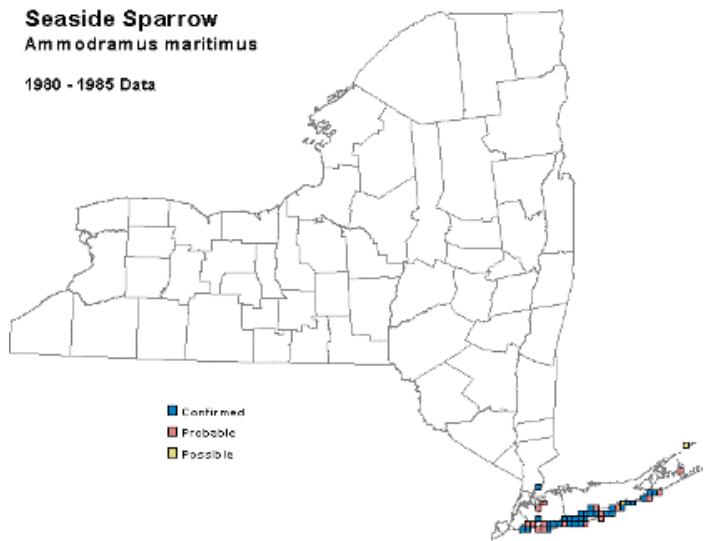 Seaside Sparrow
Ammodramus maritimus
1980 - 1985 Data
Confirmed
Probable
Possible